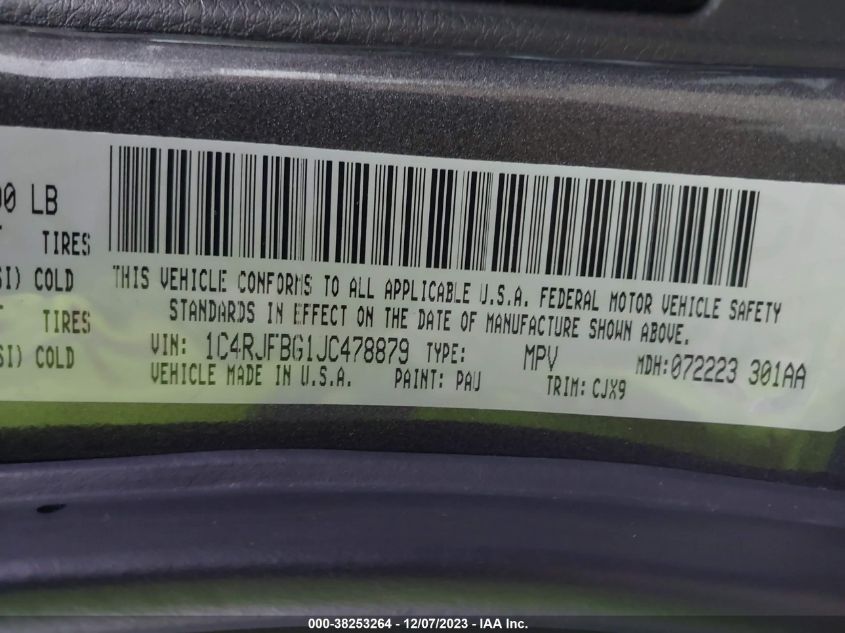 00 LB
TIRES
SI) COLD
TIRES
SI) COLD
THIS VEHICLE CONFORMS TO ALL APPLICABLE U.S.A. FEDERAL MOTOR VEHICLE SAFETY
STANDARDS IN EFFECT ON THE DATE OF MANUFACTURE SHOWN ABOVE.
VIN: 1C4RJFBG1JC478879 TYPE: MPV MDH:072223 301AA
VEHICLE MADE IN U.S.A. PAINT: PAU TRIM: CJX9
000-38253264 - 12/07/2023 - IAA Inc.